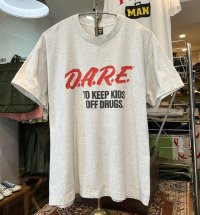 MAN
D.A.R.E.
TO KEEP KIDS
OFF DRUGS.